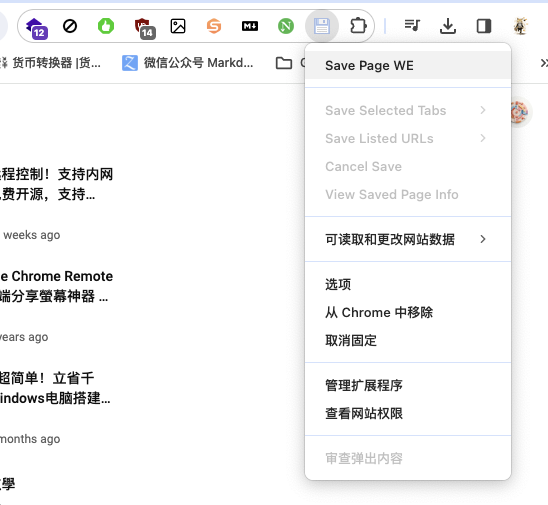 12
14
N
货币转换器 |货...
微信公众号 Markd...
Save Page WE
Save Selected Tabs
Save Listed URLs
Cancel Save
View Saved Page Info
可读取和更改网站数据
选项
从 Chrome 中移除
取消固定
管理扩展程序
查看网站权限
审查弹出内容
程控制！支持内网
费开源，支持...
weeks ago
e Chrome Remote
端分享螢幕神器 ...
years ago
超简单！立省千
indows电脑搭建...
months ago
學